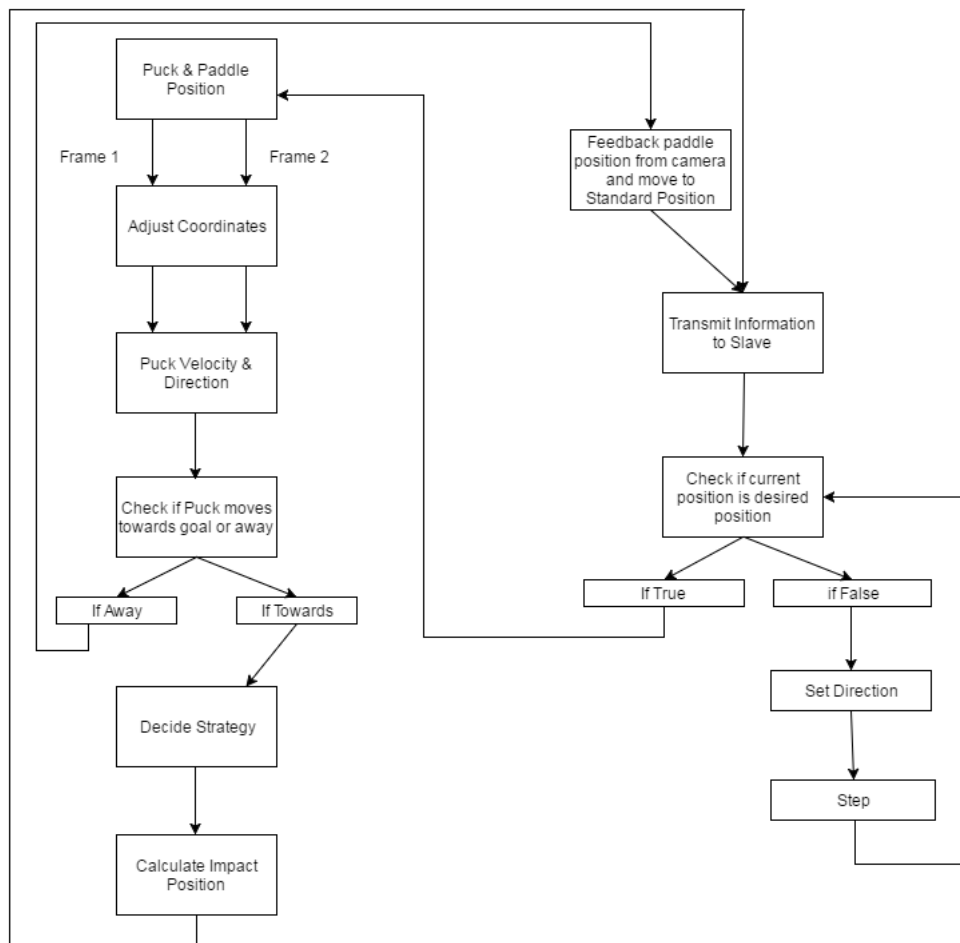 Puck & Paddle
Position
Frame 1
Frame 2
Adjust Coordinates
Puck Velocity &
Direction
Check if Puck moves
towards goal or away
If Away
If Towards
Decide Strategy
Calculate Impact
Position
Feedback paddle
position from camera
and move to
Standard Position
Transmit Information
to Slave
Check if current
position is desired
position
If True
if False
Set Direction
Step